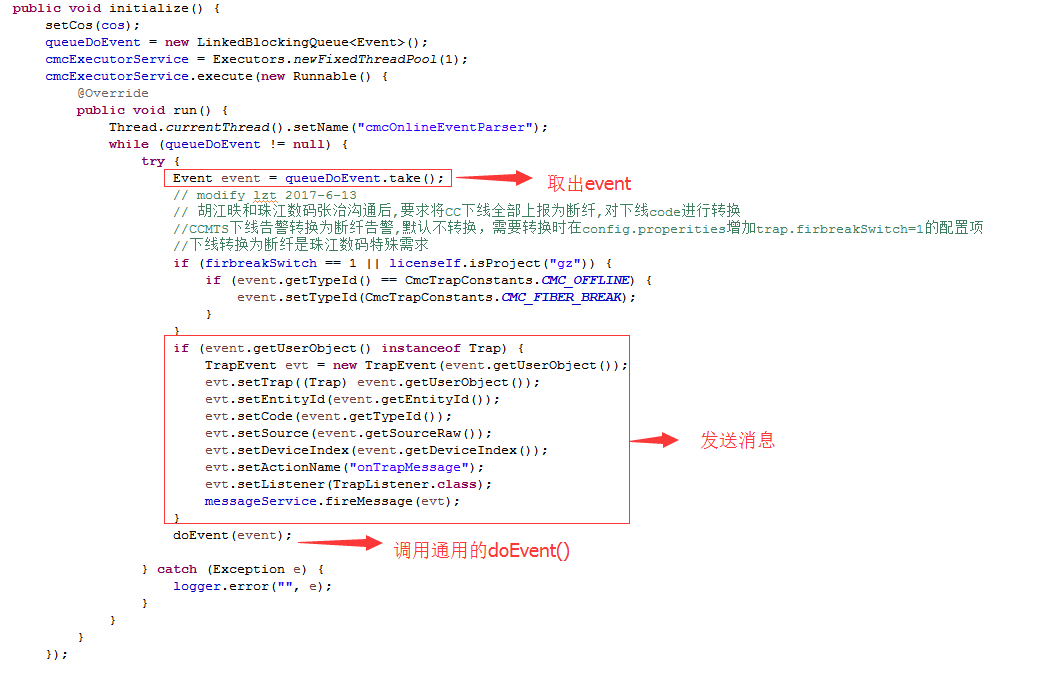 public void initialize() {
setCos(cos);
queueDoEvent = new LinkedBlockingQueue<Event>();
cmcExecutorService = Executors.newFixedThreadPool(1);
cmcExecutorService.execute(new Runnable() {
@Override
public void run() {
Thread.currentThread().setName("cmcOnlineEventParser");
while (queueDoEvent != null) {
try {
Event event = queueDoEvent.take();
取出event
// modify lzt 2017-6-13
// 胡江昳和珠江数码张治沟通后,要求将CC下线全部上报为断纤,对下线code进行转换
//CCMTS下线告警转换为断纤告警,默认不转换，需要转换时在config.properities增加trap.firbreakSwitch=1的配置项
//下线转换为断纤是珠江数码特殊需求
if (firbreakSwitch == 1 || licenseIf.isProject("gz")) {
if (event.getTypeId() == CmcTrapConstants.CMC_OFFLINE) {
event.setTypeId(CmcTrapConstants.CMC_FIBER_BREAK);
}
}
if (event.getUserObject() instanceof Trap) {
TrapEvent evt = new TrapEvent(event.getUserObject());
evt.setTrap((Trap) event.getUserObject());
evt.setEntityId(event.getEntityId());
evt.setCode(event.getTypeId());
evt.setSource(event.getSourceRaw());
发送消息
evt.setDeviceIndex(event.getDeviceIndex());
evt.setActionName("onTrapMessage");
evt.setListener(TrapListener.class);
messageService.fireMessage(evt);
}
doEvent(event);
调用通用的doEvent()
} catch (Exception e) {
logger.error("", e);
}
}
}
});